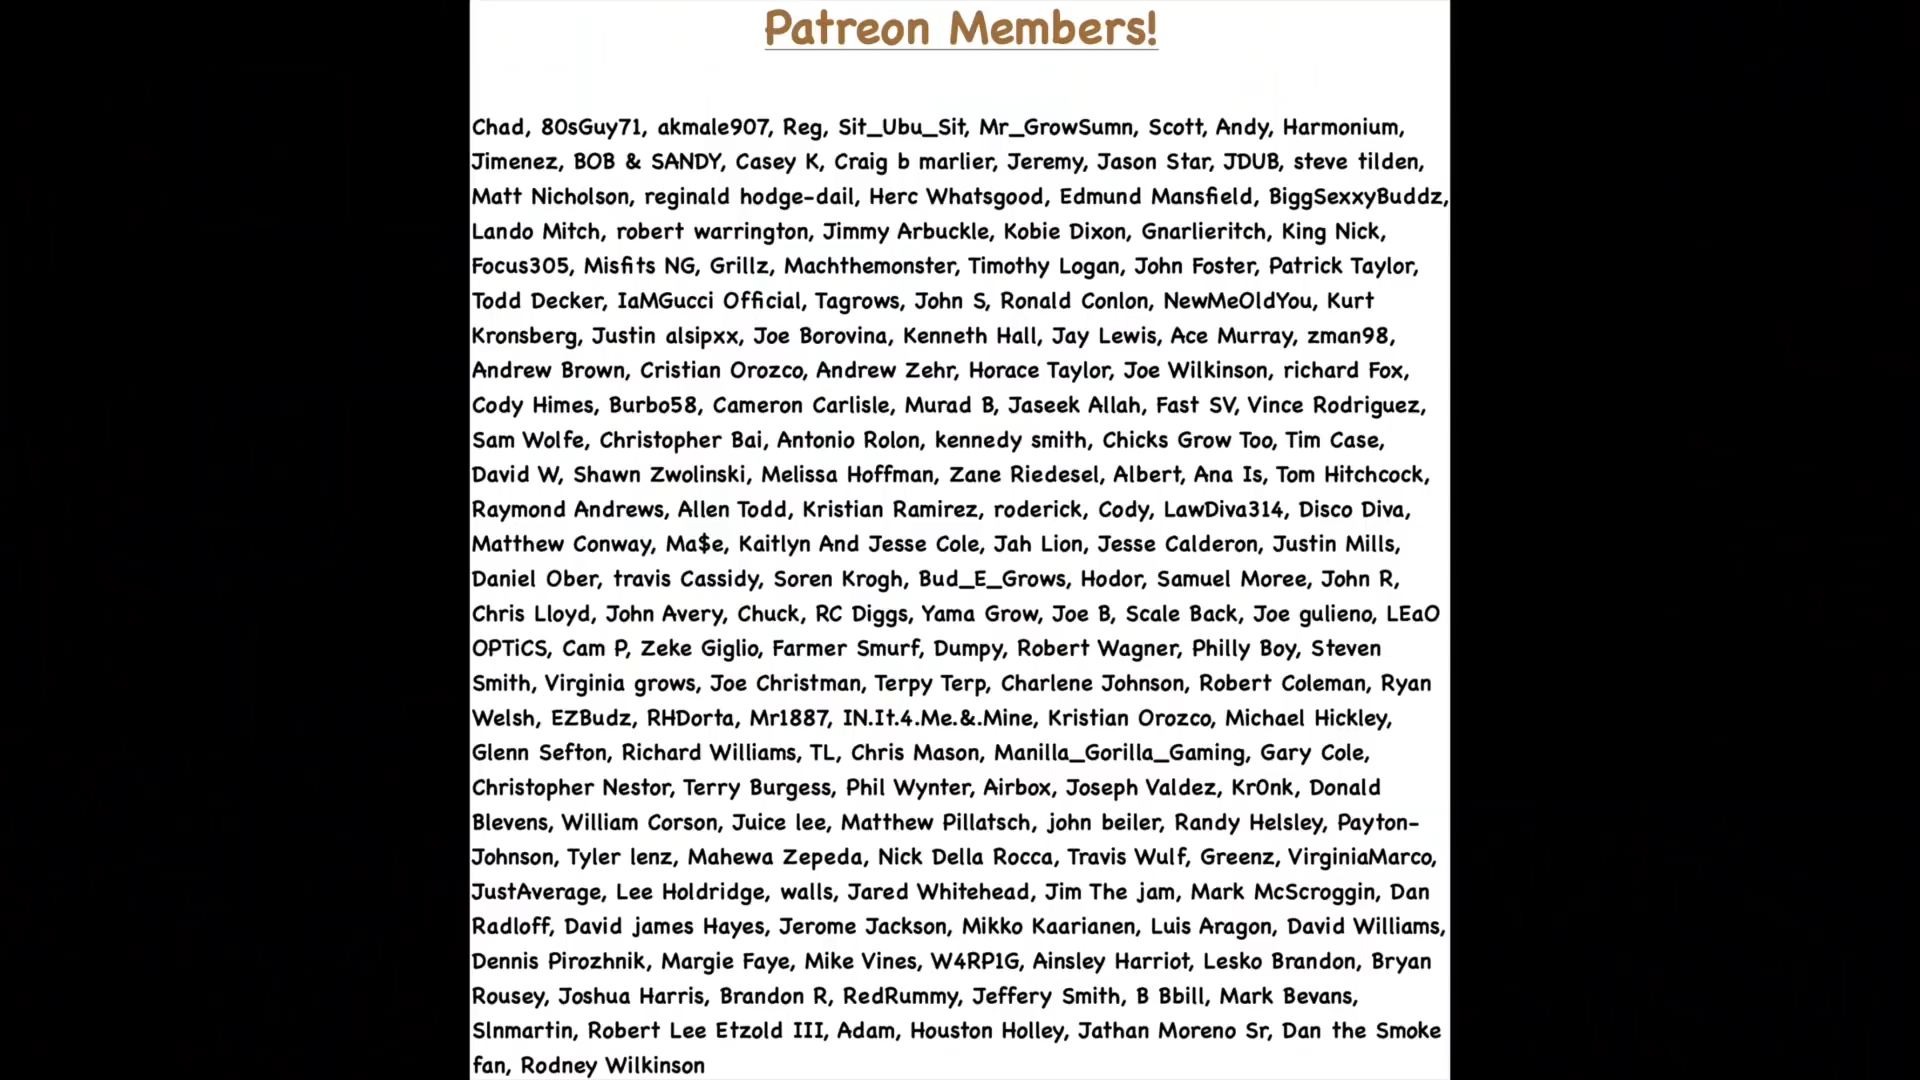 Patreon Members!
Chad, 80sGuy71, akmale907, Reg, Sit_Ubu_Sit, Mr_GrowSumn, Scott, Andy, Harmonium,
Jimenez, BOB & SANDY, Casey K, Craig b marlier, Jeremy, Jason Star, JDUB, steve tilden,
Matt Nicholson, reginald hodge-dail, Herc Whatsgood, Edmund Mansfield, BiggSexxyBuddz,
Lando Mitch, robert warrington, Jimmy Arbuckle, Kobie Dixon, Gnarlieritch, King Nick,
Focus305, Misfits NG, Grillz, Machthemonster, Timothy Logan, John Foster, Patrick Taylor,
Todd Decker, IaMGucci Official, Tagrows, John S, Ronald Conlon, NewMeOldYou, Kurt
Kronsberg, Justin alsipxx, Joe Borovina, Kenneth Hall, Jay Lewis, Ace Murray, zman98,
Andrew Brown, Cristian Orozco, Andrew Zehr, Horace Taylor, Joe Wilkinson, richard Fox,
Cody Himes, Burbo58, Cameron Carlisle, Murad B, Jaseek Allah, Fast SV, Vince Rodriguez,
Sam Wolfe, Christopher Bai, Antonio Rolon, kennedy smith, Chicks Grow Too, Tim Case,
David W, Shawn Zwolinski, Melissa Hoffman, Zane Riedesel, Albert, Ana Is, Tom Hitchcock,
Raymond Andrews, Allen Todd, Kristian Ramirez, roderick, Cody, LawDiva314, Disco Diva,
Matthew Conway, Ma$e, Kaitlyn And Jesse Cole, Jah Lion, Jesse Calderon, Justin Mills,
Daniel Ober, travis Cassidy, Soren Krogh, Bud_E_Grows, Hodor, Samuel Moree, John R,
Chris Lloyd, John Avery, Chuck, RC Diggs, Yama Grow, Joe B, Scale Back, Joe gulieno, LEaO
OPTiCS, Cam P, Zeke Giglio, Farmer Smurf, Dumpy, Robert Wagner, Philly Boy, Steven
Smith, Virginia grows, Joe Christman, Terpy Terp, Charlene Johnson, Robert Coleman, Ryan
Welsh, EZBudz, RHDorta, Mr1887, IN.It.4.Me.&.Mine, Kristian Orozco, Michael Hickley,
Glenn Sefton, Richard Williams, TL, Chris Mason, Manilla_Gorilla_Gaming, Gary Cole,
Christopher Nestor, Terry Burgess, Phil Wynter, Airbox, Joseph Valdez, Kr0nk, Donald
Blevens, William Corson, Juice lee, Matthew Pillatsch, john beiler, Randy Helsley, Payton-
Johnson, Tyler lenz, Mahewa Zepeda, Nick Della Rocca, Travis Wulf, Greenz, VirginiaMarco,
JustAverage, Lee Holdridge, walls, Jared Whitehead, Jim The jam, Mark McScroggin, Dan
Radloff, David james Hayes, Jerome Jackson, Mikko Kaarianen, Luis Aragon, David Williams,
Dennis Pirozhnik, Margie Faye, Mike Vines, W4RP1G, Ainsley Harriot, Lesko Brandon, Bryan
Rousey, Joshua Harris, Brandon R, RedRummy, Jeffery Smith, B Bbill, Mark Bevans,
Slnmartin, Robert Lee Etzold III, Adam, Houston Holley, Jathan Moreno Sr, Dan the Smoke
fan, Rodney Wilkinson